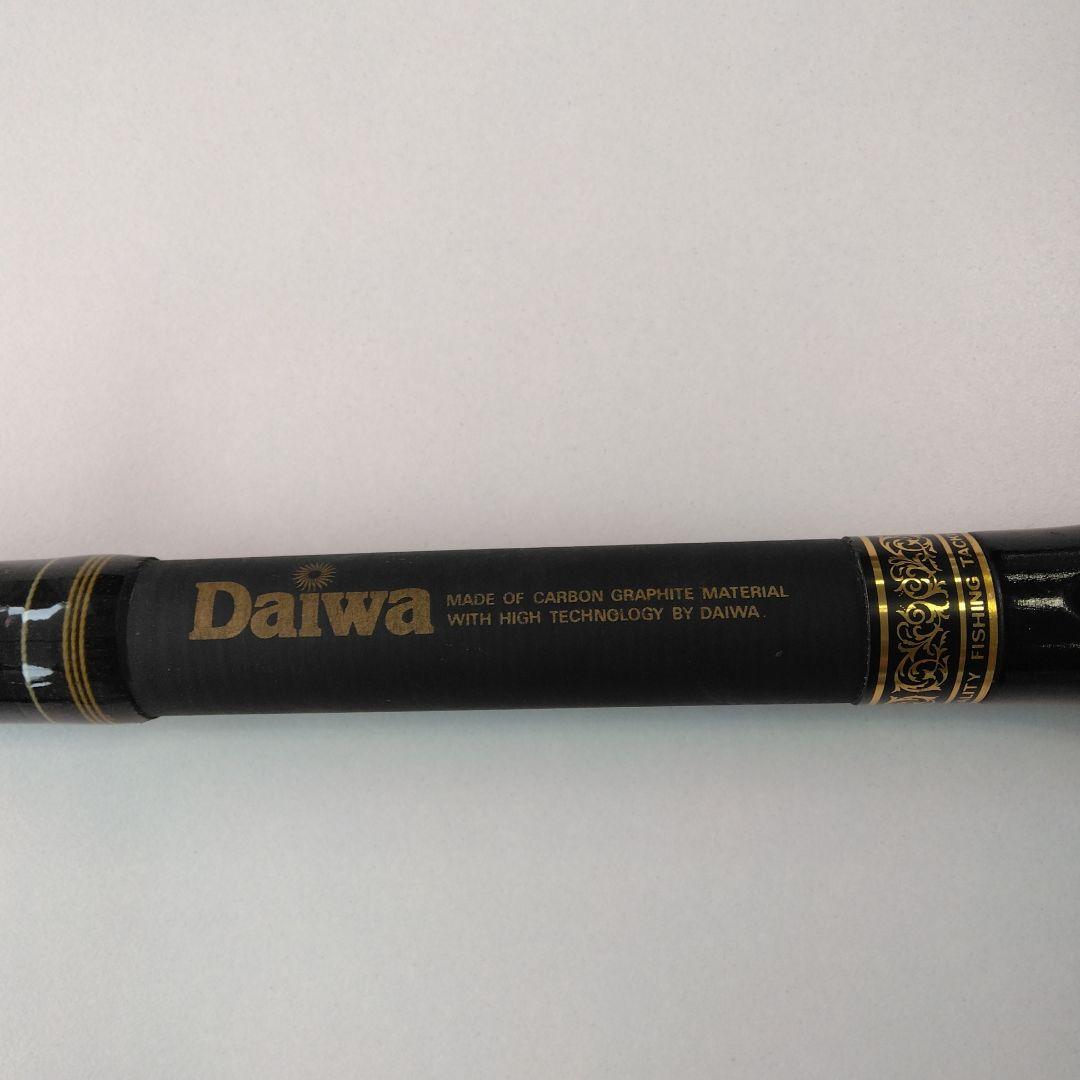 Daiwa
MADE OF CARBON GRAPHITE MATERIAL
WITH HIGH TECHNOLOGY BY DAIWA.
FISHING